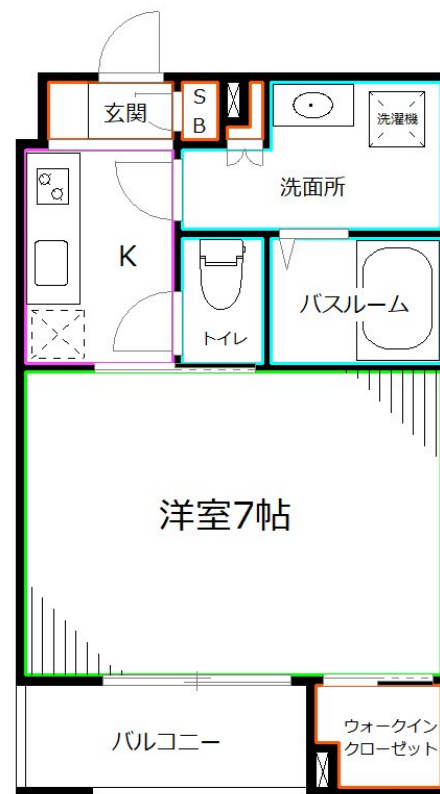 玄関
S
B
洗濯機
洗面所
K
トイレ
バスルーム
洋室7帖
バルコニー
ウォークイン
クローゼット